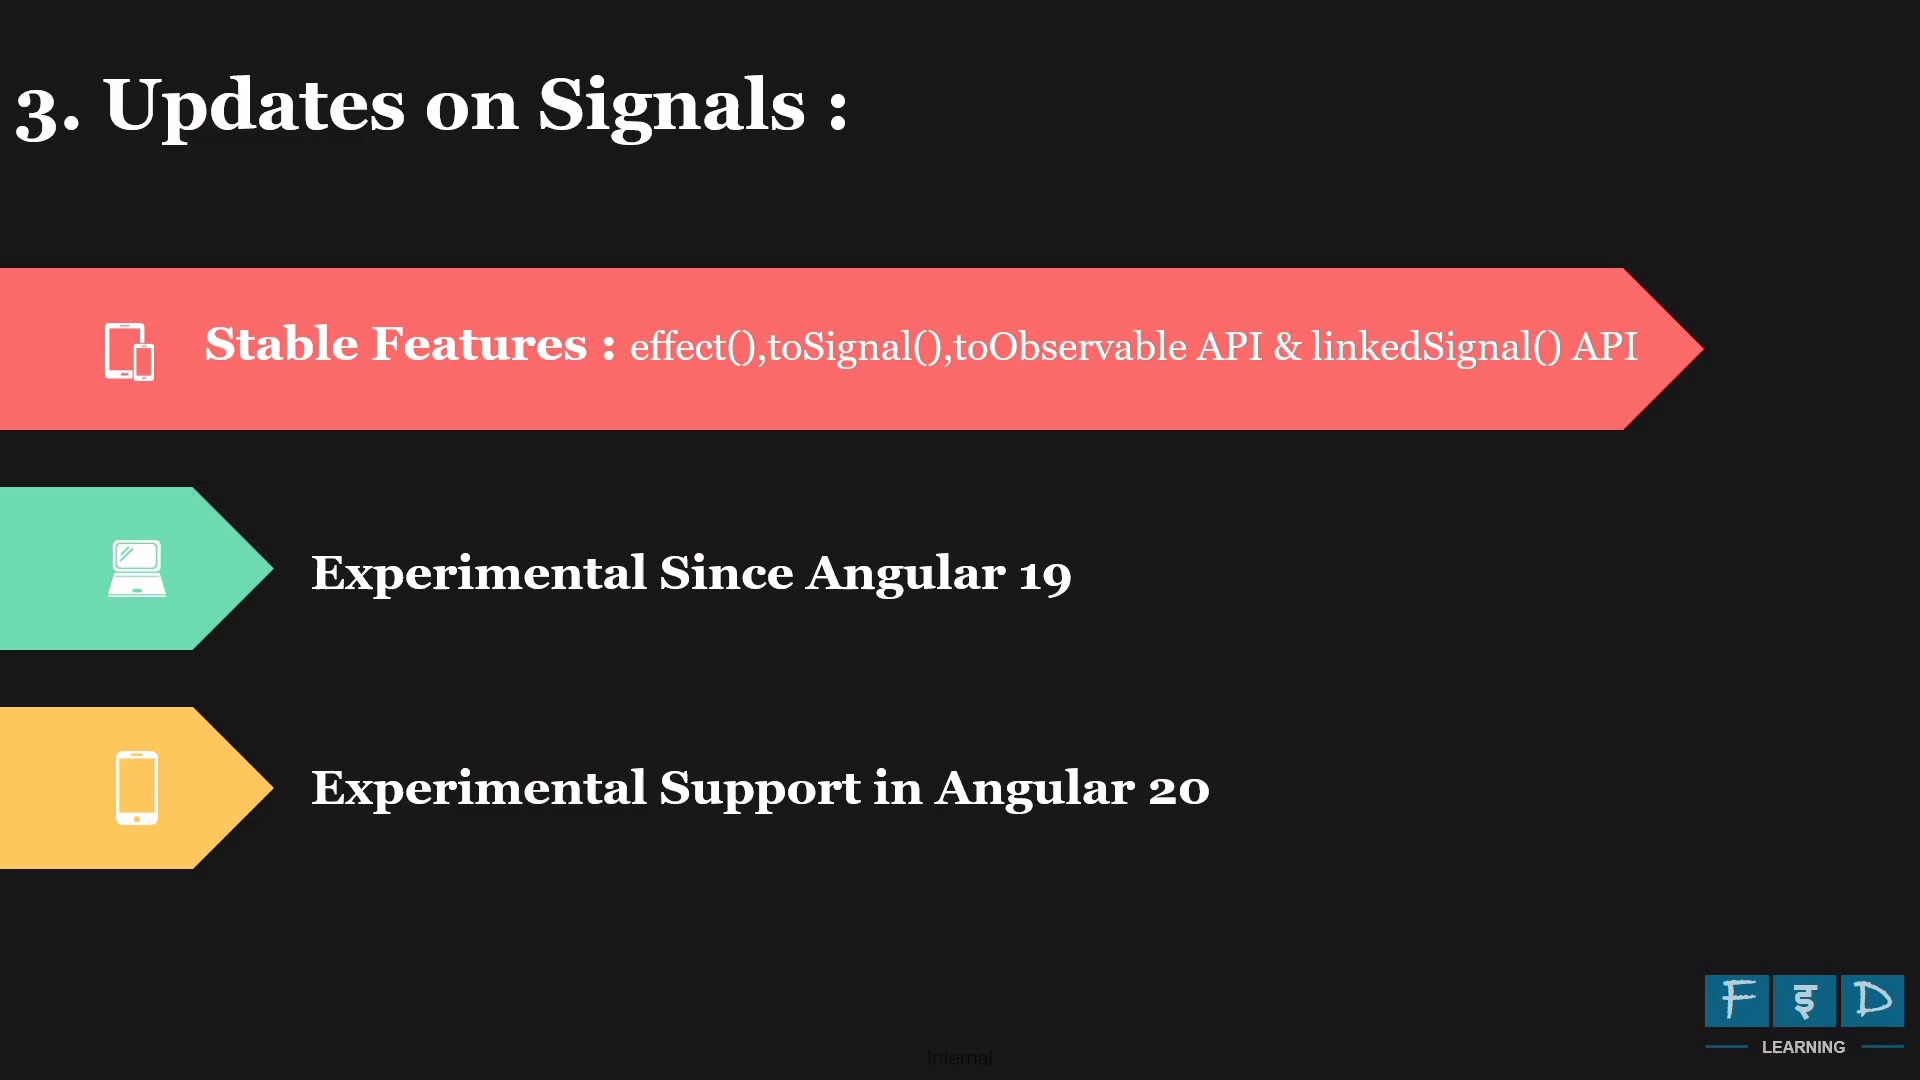 3. Updates on Signals :
Stable Features : effect(),toSignal(),toObservable API & linkedSignal() API
Experimental Since Angular 19
Experimental Support in Angular 20
F इ D
LEARNING
Internal